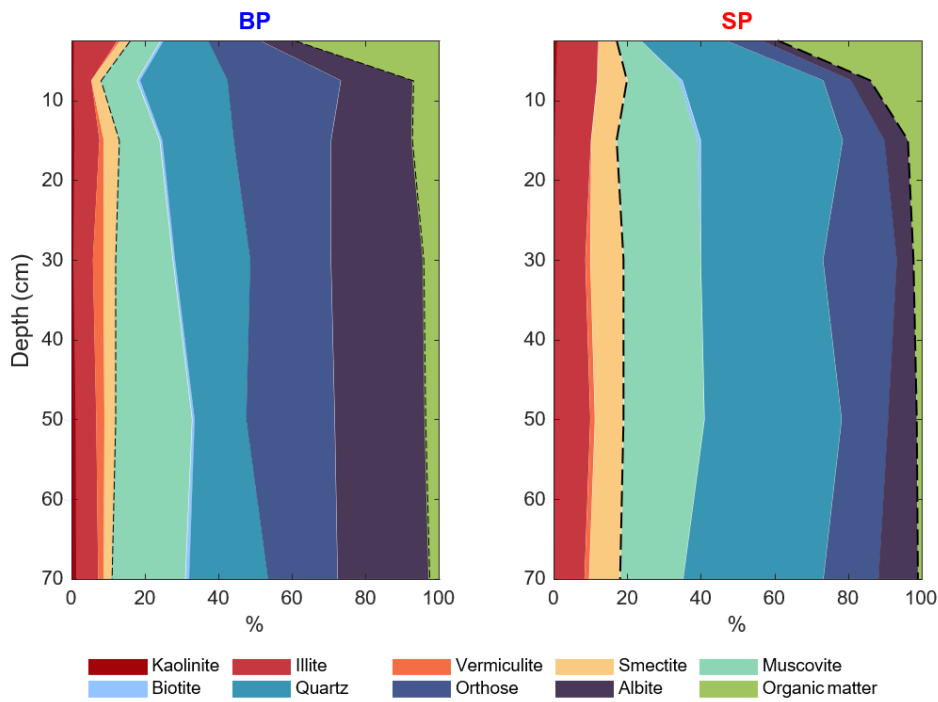 BP
SP
Depth (cm)
10
20
30
40
50
60
70
0 20 40 60 80 100
%
10
20
30
40
50
60
70
0 20 40 60 80 100
%
Kaolinite Illite Vermiculite Smectite Muscovite
Biotite Quartz Orthose Albite Organic matter